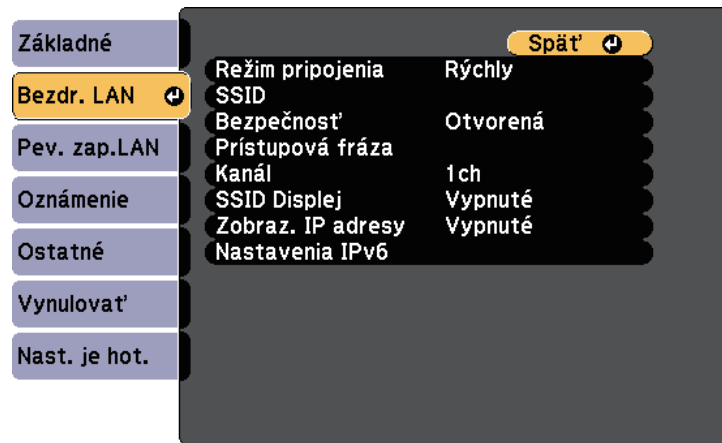 Základné
Bezdr. LAN
Pev. zap.LAN
Oznámenie
Ostatné
Vynulovať
Nast. je hot.
Späť
Režim pripojenia Rýchly
SSID
Bezpečnosť Otvorená
Prístupová fráza
Kanál 1ch
SSID Displej Vypnuté
Zobraz. IP adresy Vypnuté
Nastavenia IPv6